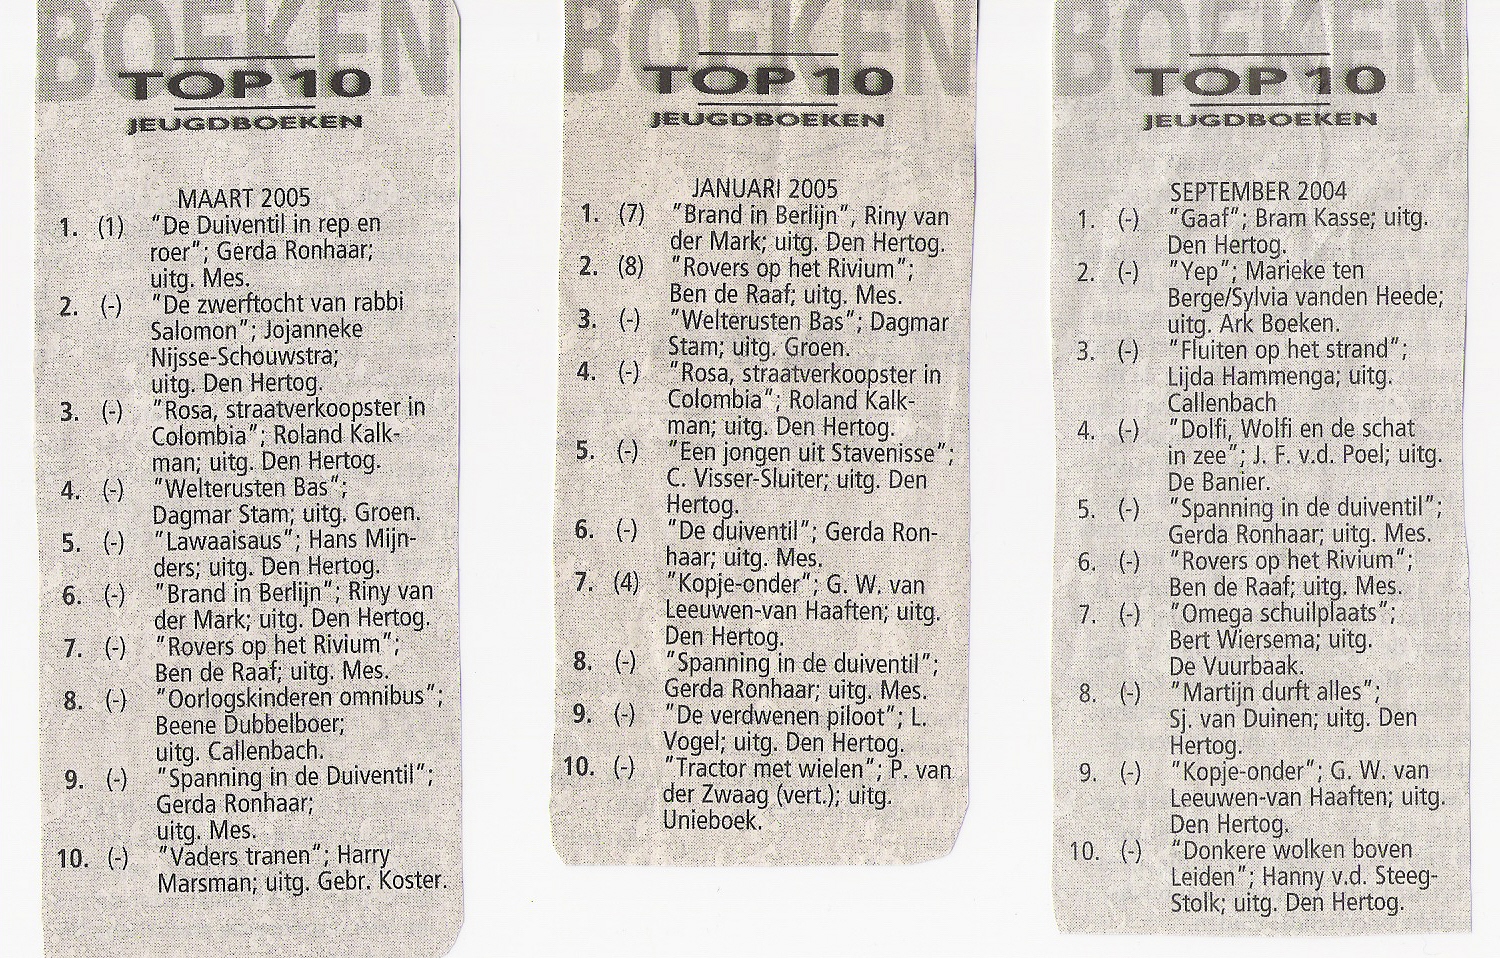 BOEKEN
TOP 10
JEUGDBOEKEN
MAART 2005
1. (1) "De Duiventil in rep en
roer"; Gerda Ronhaar;
uitg. Mes.
2. (-) "De zwerftocht van rabbi
Salomon"; Jojanneke
Nijsse-Schouwstra;
uitg. Den Hertog.
3. (-) "Rosa, straatverkoopster in
Colombia"; Roland Kalk-
man; uitg. Den Hertog.
4. (-) "Welterusten Bas";
Dagmar Stam; uitg. Groen.
5. (-) "Lawaaisaus"; Hans Mijn-
ders; uitg. Den Hertog.
6. (-) "Brand in Berlijn"; Riny van
der Mark; uitg. Den Hertog.
7. (-) "Rovers op het Rivium";
Ben de Raaf; uitg. Mes.
8. (-) "Oorlogskinderen omnibus";
Beene Dubbelboer;
uitg. Callenbach.
9. (-) "Spanning in de Duiventil";
Gerda Ronhaar;
uitg. Mes.
10. (-) "Vaders tranen"; Harry
Marsman; uitg. Gebr. Koster.
BOEKEN
TOP 10
JEUGDBOEKEN
JANUARI 2005
1. (7) "Brand in Berlijn", Riny van
der Mark; uitg. Den Hertog.
2. (8) "Rovers op het Rivium";
Ben de Raaf; uitg. Mes.
3. (-) "Welterusten Bas"; Dagmar
Stam; uitg. Groen.
4. (-) "Rosa, straatverkoopster in
Colombia"; Roland Kalk-
man; uitg. Den Hertog.
5. (-) "Een jongen uit Stavenisse";
C. Visser-Sluiter; uitg. Den
Hertog.
6. (-) "De duiventil"; Gerda Ron-
haar; uitg. Mes.
7. (4) "Kopje-onder"; G. W. van
Leeuwen-van Haaften; uitg.
Den Hertog.
8. (-) "Spanning in de duiventil";
Gerda Ronhaar; uitg. Mes.
9. (-) "De verdwenen piloot"; L.
Vogel; uitg. Den Hertog.
10. (-) "Tractor met wielen"; P. van
der Zwaag (vert.); uitg.
Unieboek.
BOEKEN
TOP 10
JEUGDBOEKEN
SEPTEMBER 2004
1. (-) "Gaaf"; Bram Kasse; uitg.
Den Hertog.
2. (-) "Yep"; Marieke ten
Berge/Sylvia vanden Heede;
uitg. Ark Boeken.
3. (-) "Fluiten op het strand";
Lijda Hammenga; uitg.
Callenbach
4. (-) "Dolfi, Wolfi en de schat
in zee"; J. F. v.d. Poel; uitg.
De Banier.
5. (-) "Spanning in de duiventil";
Gerda Ronhaar; uitg. Mes.
6. (-) "Rovers op het Rivium";
Ben de Raaf; uitg. Mes.
7. (-) "Omega schuilplaats";
Bert Wiersema; uitg.
De Vuurbaak.
8. (-) "Martijn durft alles";
Sj. van Duinen; uitg. Den
Hertog.
9. (-) "Kopje-onder"; G. W. van
Leeuwen-van Haaften; uitg.
Den Hertog.
10. (-) "Donkere wolken boven
Leiden"; Hanny v.d. Steeg-
Stolk; uitg. Den Hertog.